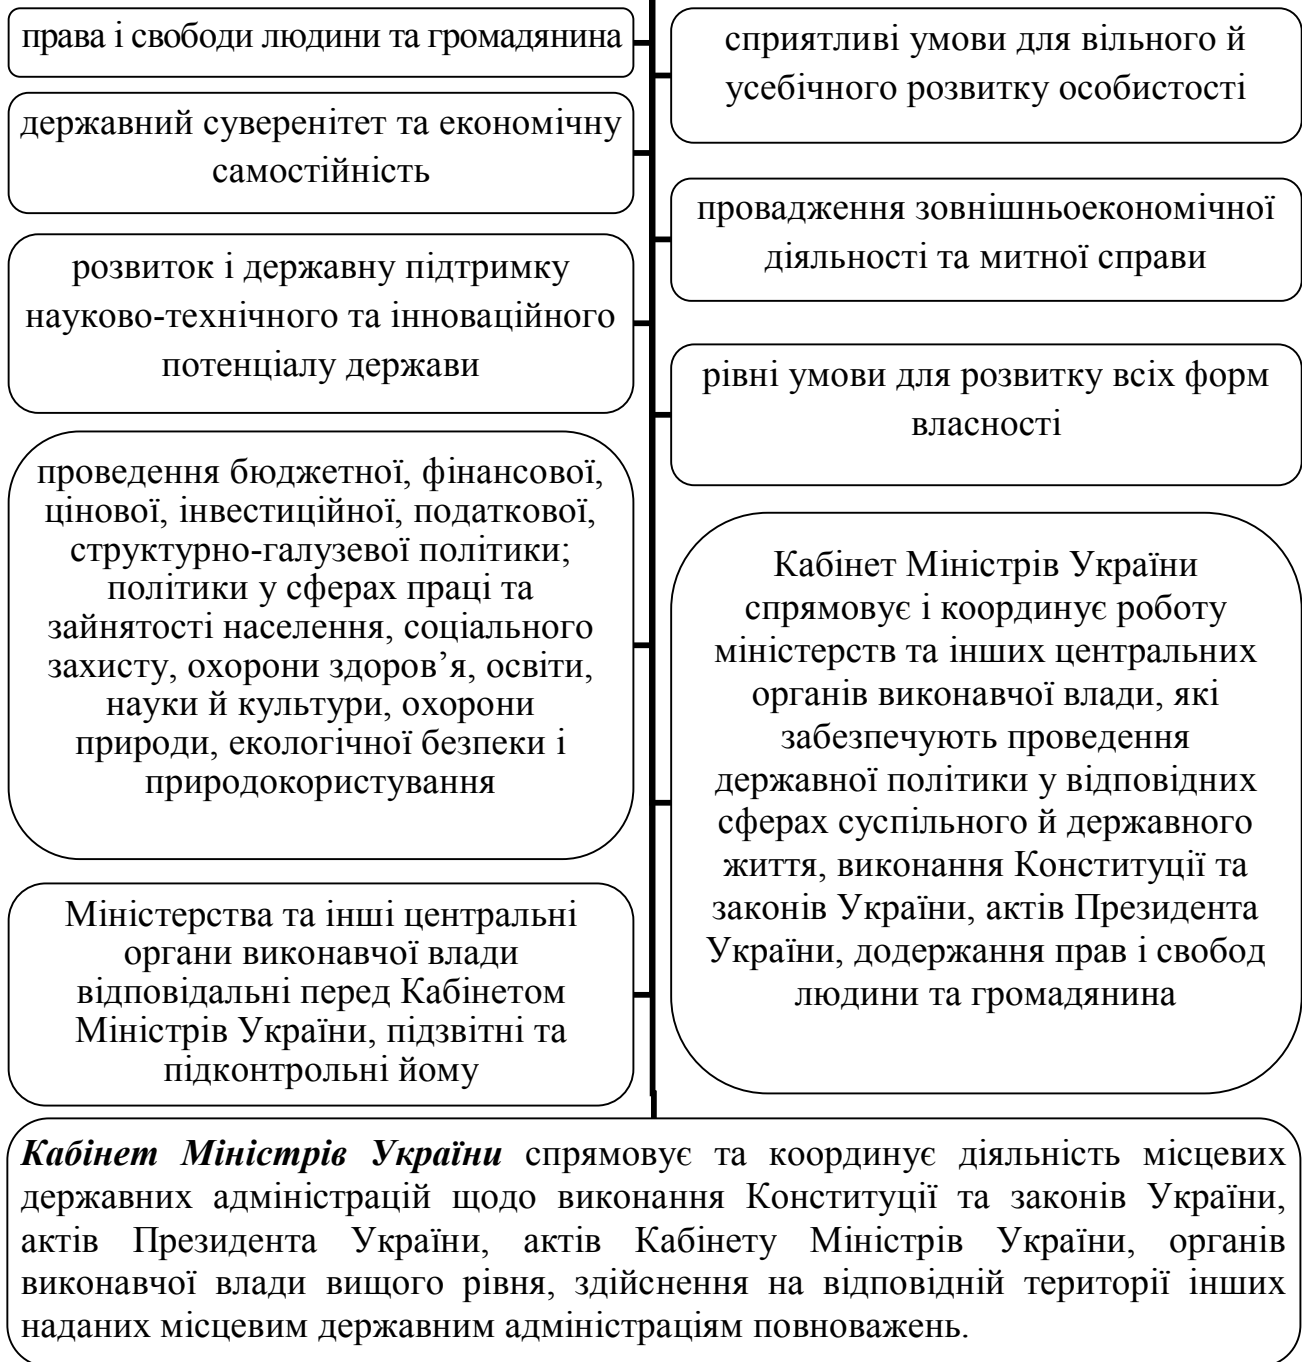 права і свободи людини та громадянина
сприятливі умови для вільного й
усебічного розвитку особистості
державний суверенітет та економічну
самостійність
провадження зовнішньоекономічної
діяльності та митної справи
розвиток і державну підтримку
науково-технічного та інноваційного
потенціалу держави
рівні умови для розвитку всіх форм
власності
проведення бюджетної, фінансової,
цінової, інвестиційної, податкової,
структурно-галузевої політики;
політики у сферах праці та
зайнятості населення, соціального
захисту, охорони здоров’я, освіти,
науки й культури, охорони
природи, екологічної безпеки і
природокористування
Кабінет Міністрів України
спрямовує і координує роботу
міністерств та інших центральних
органів виконавчої влади, які
забезпечують проведення
державної політики у відповідних
сферах суспільного й державного
життя, виконання Конституції та
законів України, актів Президента
України, додержання прав і свобод
людини та громадянина
Міністерства та інші центральні
органи виконавчої влади
відповідальні перед Кабінетом
Міністрів України, підзвітні та
підконтрольні йому
Кабінет Міністрів України спрямовує та координує діяльність місцевих
державних адміністрацій щодо виконання Конституції та законів України,
актів Президента України, актів Кабінету Міністрів України, органів
виконавчої влади вищого рівня, здійснення на відповідній території інших
наданих місцевим державним адміністраціям повноважень.